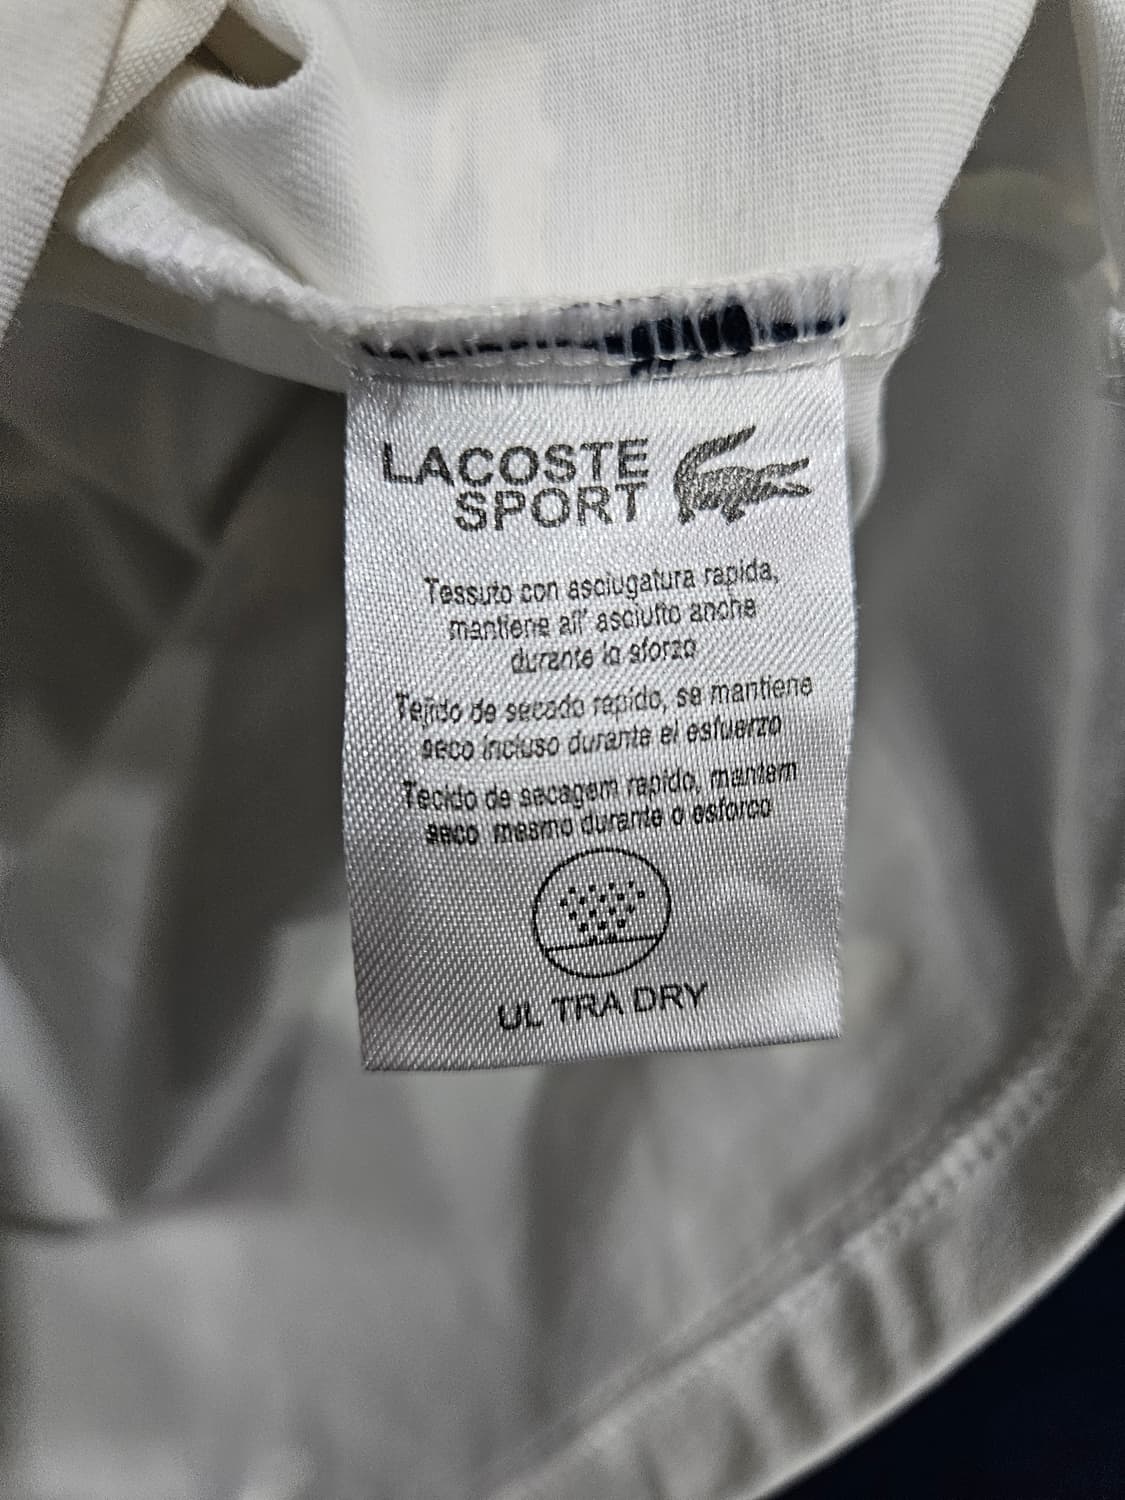 LACOSTE
SPORT
Tessuto con asciugatura rapida,
mantiene all' asciutto anche
durante la sforzo
Tejido de secado rapido, se mantiene
seco incluso durante el esfuerzo
Tecido de secagem rapido, mantem
seco mesmo durante o esforco
UL TRA DRY